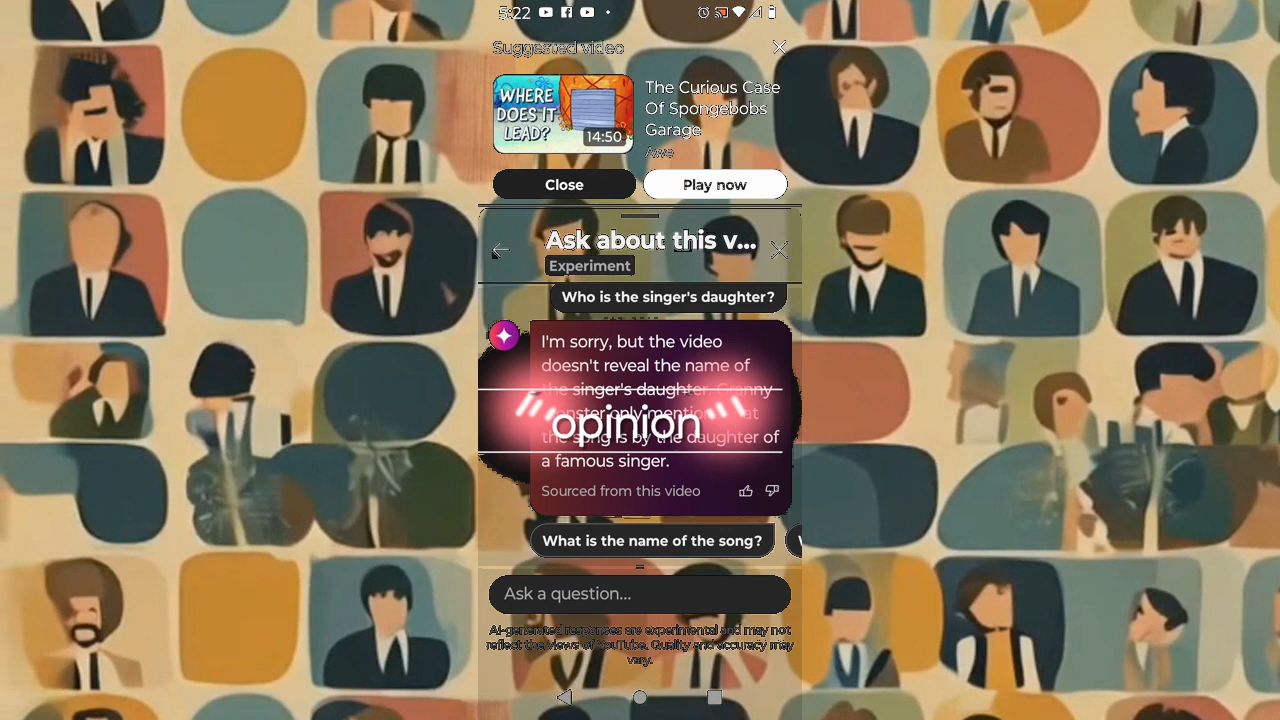 5:22
Suggested video
WHERE
DOES IT
LEAD?
14:50
The Curious Case
Of Spongebobs
Garage
Awe
Close
Play now
Ask about this v...
Experiment
Who is the singer's daughter?
I'm sorry, but the video
doesn't reveal the name of
the singer's daughter. Granny
only
opinion
the song is by the daughter of
a famous singer.
Sourced from this video
What is the name of the song?
Ask a question...
AI-generated responses are experimental and may not
reflect the views of YouTube. Quality and accuracy may
vary.